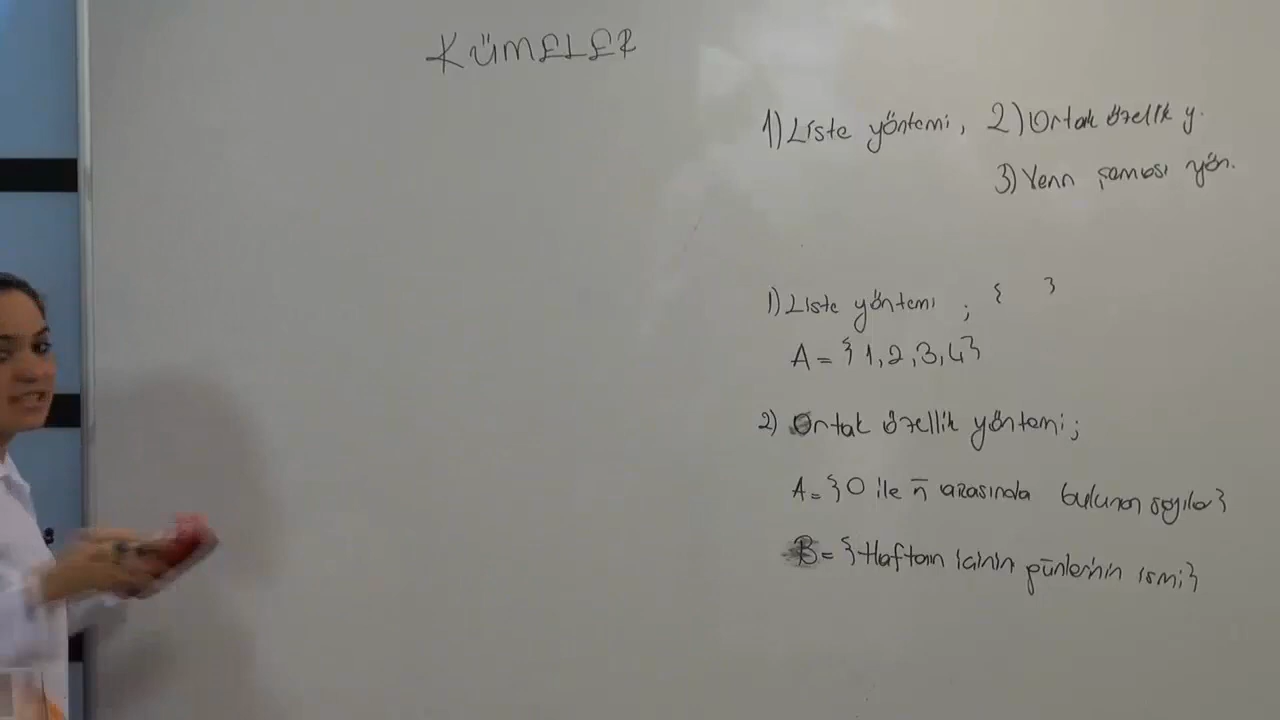 KÜMELER
1) Liste yöntemi, 2) Ortak özellik y.
3) Venn şeması yön.
1) Liste yöntemi ; { }
A = { 1, 2, 3, 4 }
2) Ortak özellik yöntemi ;
A = { 0 ile n arasında bulunan sayılar }
B = { Haftanın içinin günlerinin ismi }